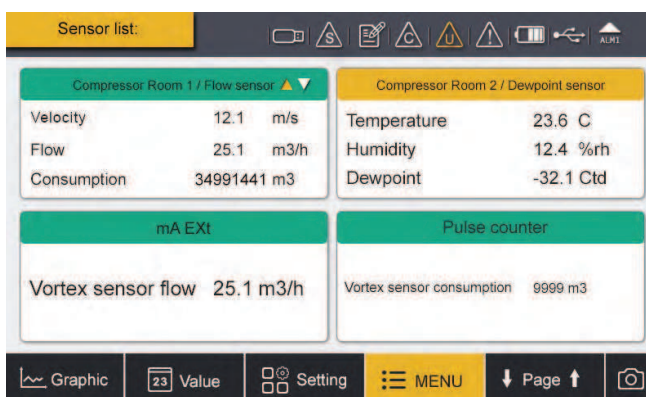 Sensor list:
S C U ALM1
Compressor Room 1 / Flow sensor
Velocity 12.1 m/s
Flow 25.1 m3/h
Consumption 34991441 m3
Compressor Room 2 / Dewpoint sensor
Temperature 23.6 C
Humidity 12.4 %rh
Dewpoint -32.1 Ctd
mA EXt
Vortex sensor flow 25.1 m3/h
Pulse counter
Vortex sensor consumption 9999 m3
Graphic 23 Value Setting MENU Page